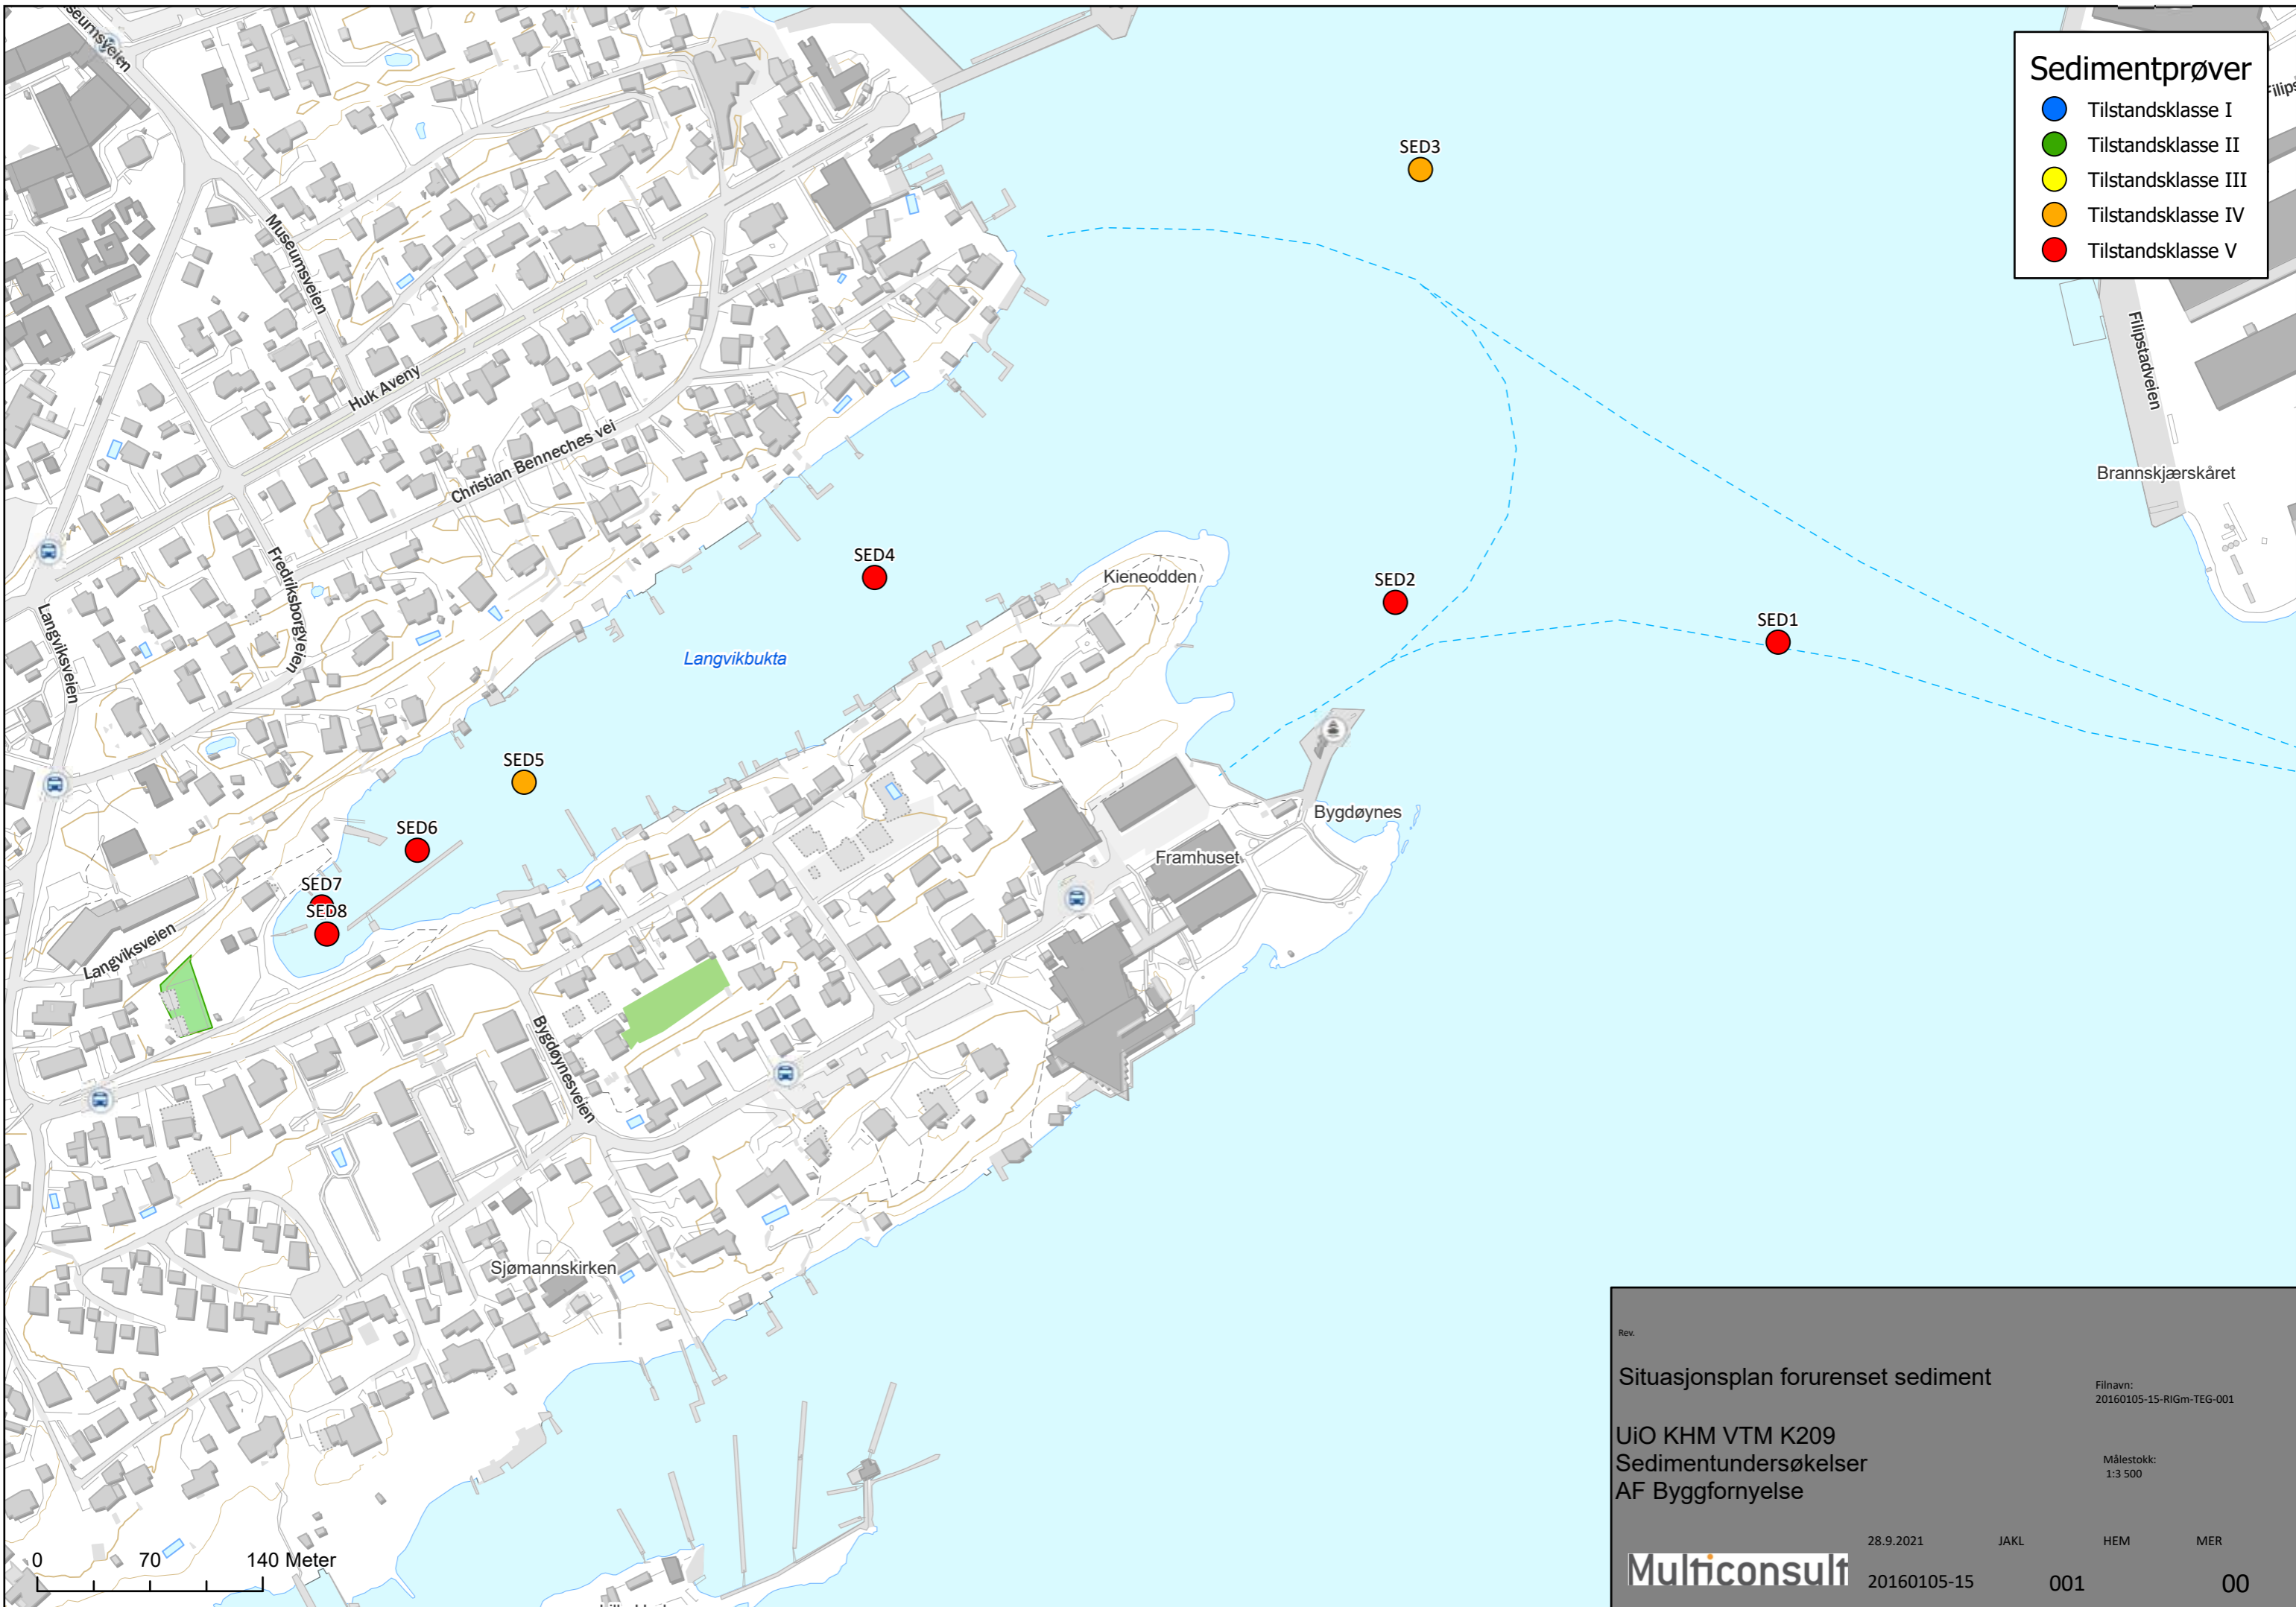 Museumsveien
Sedimentprøver
Tilstandsklasse I
Tilstandsklasse II
Tilstandsklasse III
Tilstandsklasse IV
Tilstandsklasse V
SED3
Museumsveien
Filipstadveien
Huk Aveny
Christian Benneches vei
Brannskjærskåret
Fredriksborgveien
SED4
Kieneodden
SED2
Langviksveien
SED1
Langvikbukta
SED5
Bygdøynes
SED6
Framhuset
SED7
SED8
Langviksveien
Bygdøynesveien
Sjømannskirken
Rev.
Situasjonsplan forurenset sediment
Filnavn:
20160105-15-RIGm-TEG-001
UiO KHM VTM K209
Sedimentundersøkelser
AF Byggfornyelse
Målestokk:
1:3 500
28.9.2021 JAKL HEM MER
Multiconsult
20160105-15 001 00
0 70 140 Meter